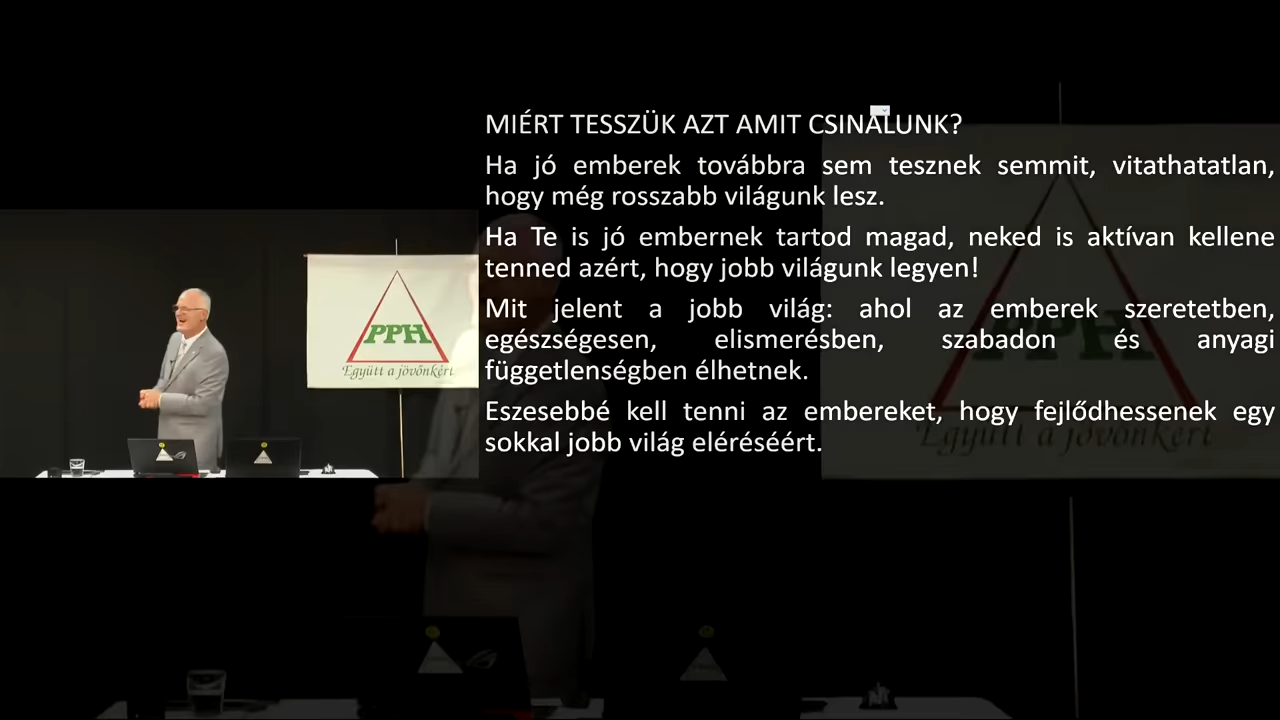 MIÉRT TESSZÜK AZT AMIT CSINÁLUNK?
Ha jó emberek továbbra sem tesznek semmit, vitathatatlan,
hogy még rosszabb világunk lesz.
Ha Te is jó embernek tartod magad, neked is aktívan kellene
tenned azért, hogy jobb világunk legyen!
Mit jelent a jobb világ: ahol az emberek szeretetben,
egészségesen, elismerésben, szabadon és anyagi
függetlenségben élhetnek.
Eszesebbé kell tenni az embereket, hogy fejlődhessenek egy
sokkal jobb világ eléréséért.
PPH
Együtt a jövőnkért
PPH
Együtt a jövőnkért